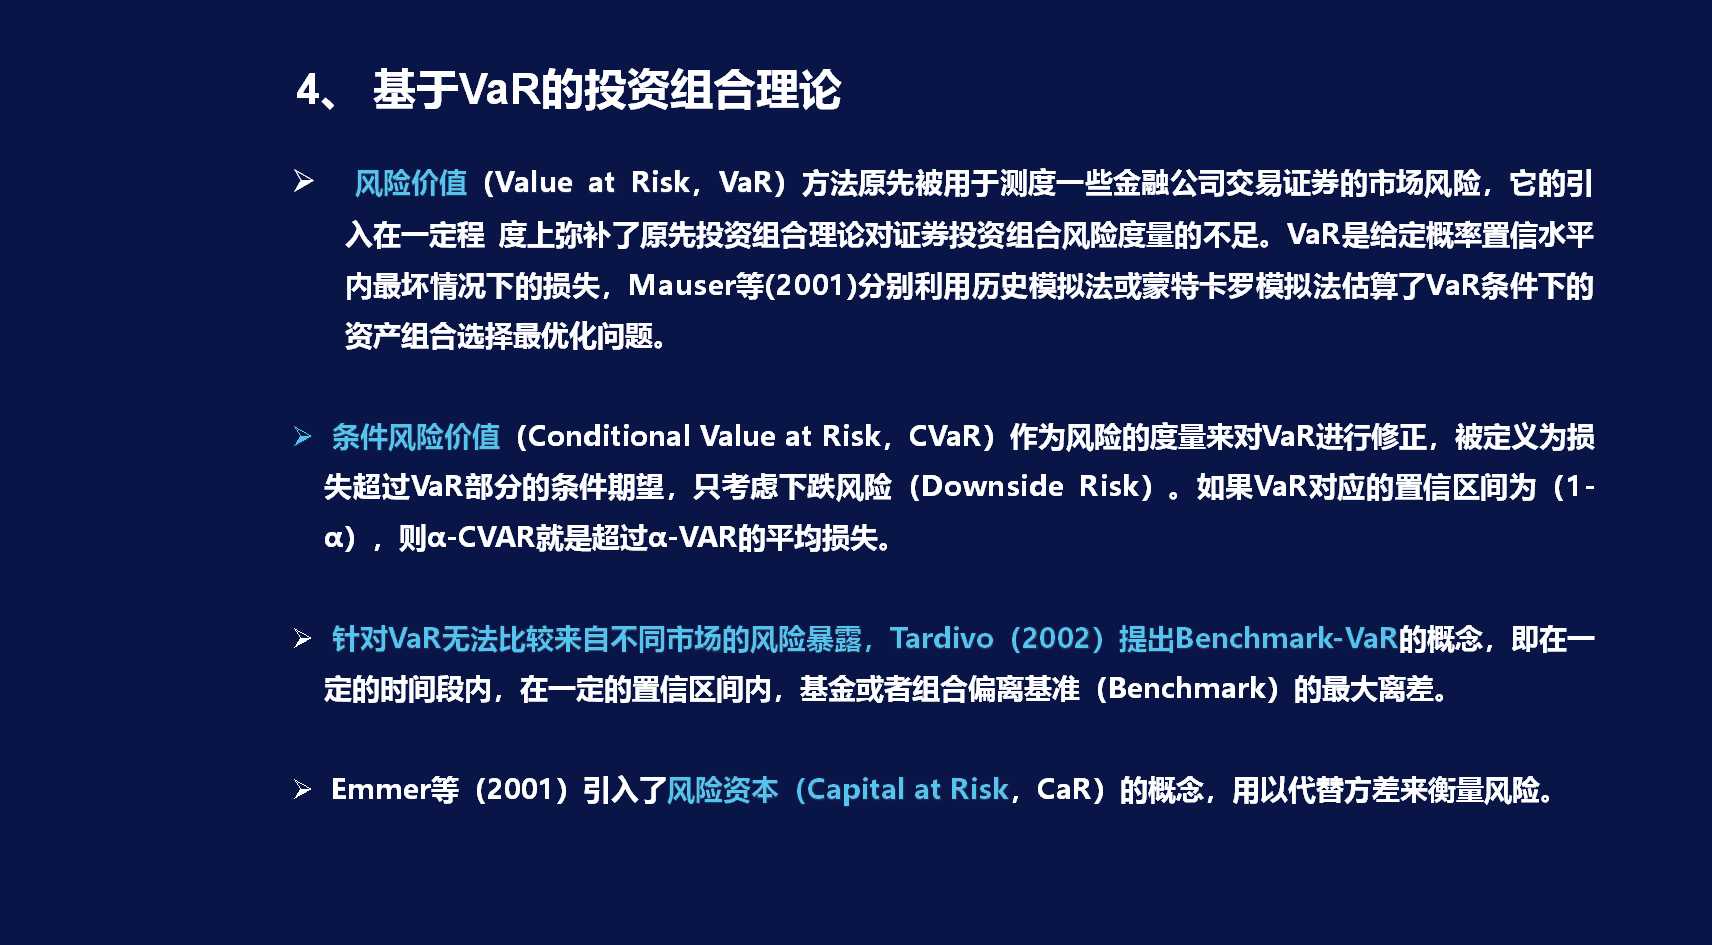 4、 基于VaR的投资组合理论
风险价值（Value at Risk，VaR）方法原先被用于测度一些金融公司交易证券的市场风险，它的引
入在一定程 度上弥补了原先投资组合理论对证券投资组合风险度量的不足。VaR是给定概率置信水平
内最坏情况下的损失，Mauser等(2001)分别利用历史模拟法或蒙特卡罗模拟法估算了VaR条件下的
资产组合选择最优化问题。
条件风险价值（Conditional Value at Risk，CVaR）作为风险的度量来对VaR进行修正，被定义为损
失超过VaR部分的条件期望，只考虑下跌风险（Downside Risk）。如果VaR对应的置信区间为（1-
α），则α-CVAR就是超过α-VAR的平均损失。
针对VaR无法比较来自不同市场的风险暴露，Tardivo（2002）提出Benchmark-VaR的概念，即在一
定的时间段内，在一定的置信区间内，基金或者组合偏离基准（Benchmark）的最大离差。
Emmer等（2001）引入了风险资本（Capital at Risk，CaR）的概念，用以代替方差来衡量风险。